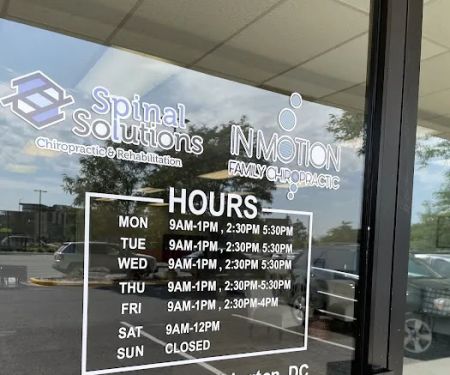 Spinal
Solutions
Chiropractic & Rehabilitation
IN MOTION
FAMILY CHIROPRACTIC
HOURS
MON 9AM-1PM , 2:30PM 5:30PM
TUE 9AM-1PM , 2:30PM 5:30PM
WED 9AM-1PM , 2:30PM 5:30PM
THU 9AM-1PM , 2:30PM-5:30PM
FRI 9AM-1PM , 2:30PM-4PM
SAT 9AM-12PM
SUN CLOSED
DC